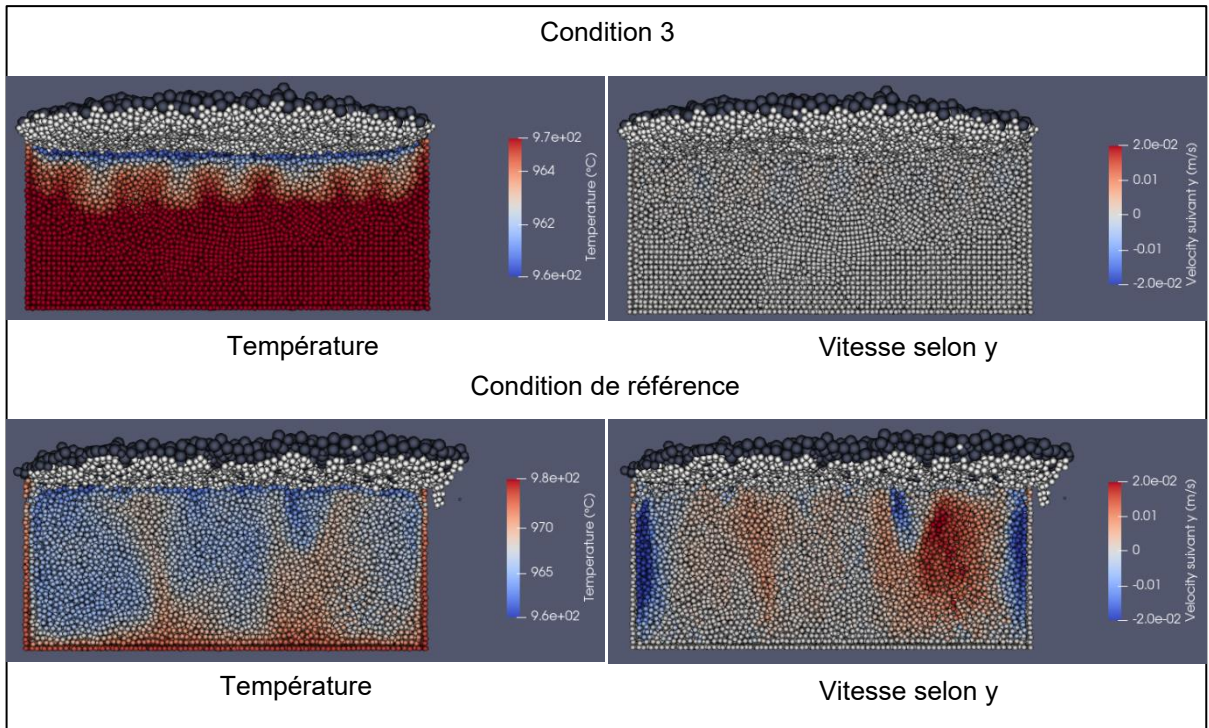 Condition 3
9.7e+02
964
962
9.6e+02
Temperature (°C)
2.0e-02
0.01
0
-0.01
-2.0e-02
Velocity suivant y (m/s)
Température
Vitesse selon y
Condition de référence
9.8e+02
970
965
9.6e+02
Temperature (°C)
2.0e-02
0.01
0
-0.01
-2.0e-02
Velocity suivant y (m/s)
Température
Vitesse selon y